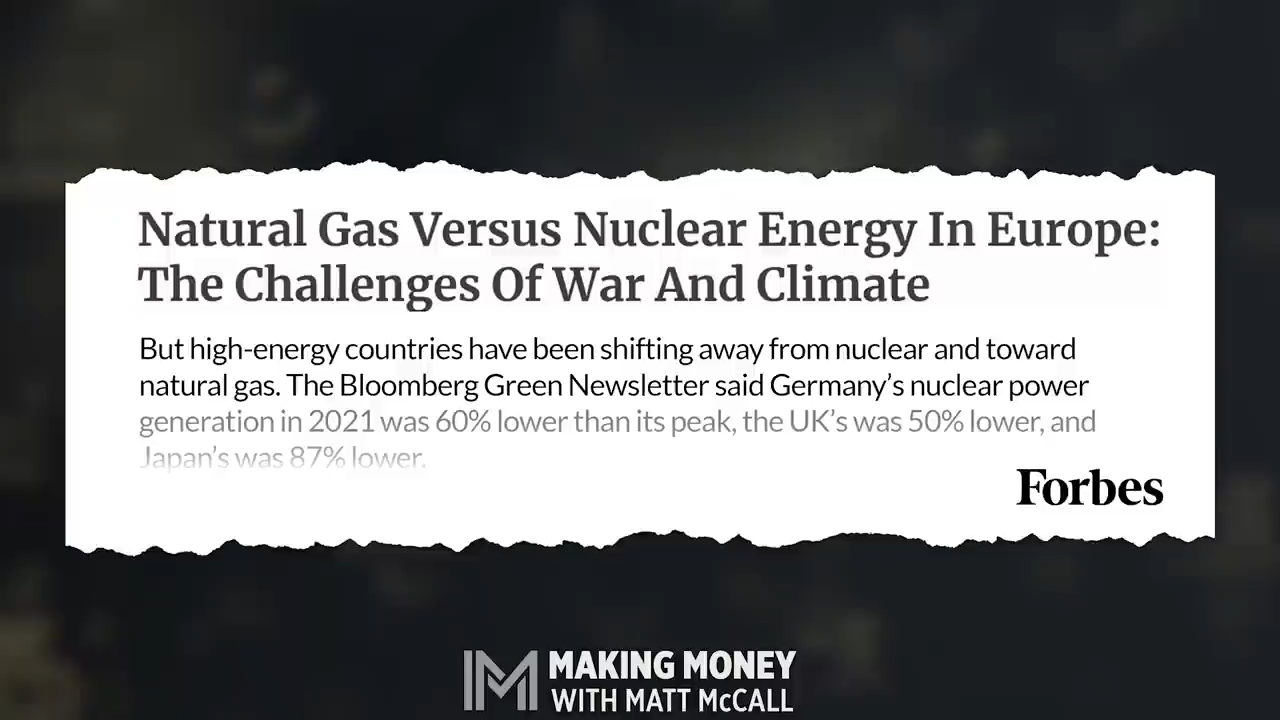 Natural Gas Versus Nuclear Energy In Europe:
The Challenges Of War And Climate
But high-energy countries have been shifting away from nuclear and toward
natural gas. The Bloomberg Green Newsletter said Germany’s nuclear power
generation in 2021 was 60% lower than its peak, the UK’s was 50% lower, and
Japan’s was 87% lower.
Forbes
MAKING MONEY
WITH MATT McCALL